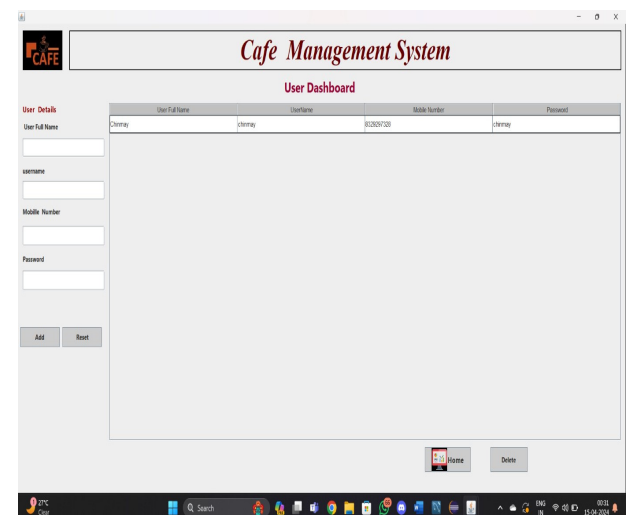 CAFE
Cafe Management System
User Dashboard
User Details
User Full Name
username
Mobille Number
Password
Add Reset
User Full Name UserName Mobile Number Password
Chinmay chinmay 8329297328 chinmay
Home Delete
27°C
Clear
Search
ENG
IN
00:31
15-04-2024